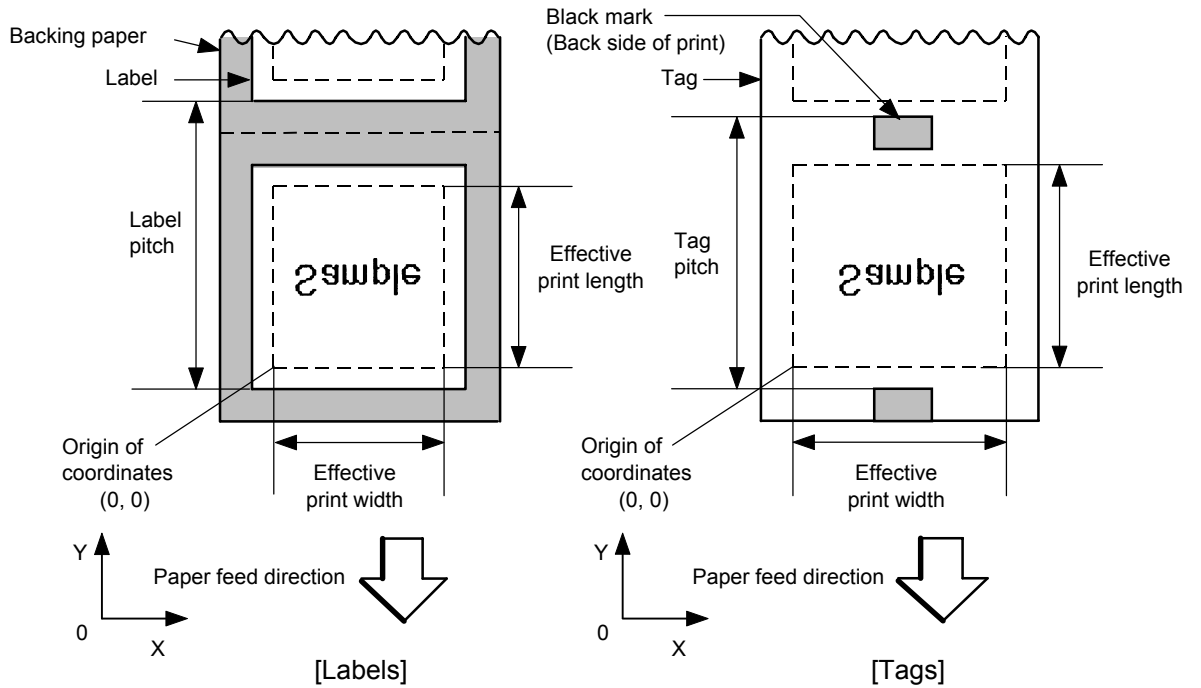 Backing paper
Label
Label
pitch
Sample
Effective
print length
Origin of
coordinates
(0, 0)
Effective
print width
Y
0
X
Paper feed direction
[Labels]
Black mark
(Back side of print)
Tag
Tag
pitch
Sample
Effective
print length
Origin of
coordinates
(0, 0)
Effective
print width
Y
0
X
Paper feed direction
[Tags]